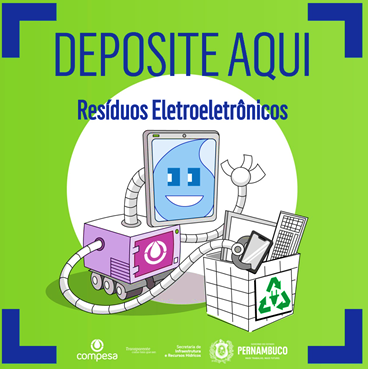 DEPOSITE AQUI
Resíduos Eletroeletrônicos
compesa
Secretaria de
Infraestrutura
e Recursos Hídricos
PERNAMBUCO